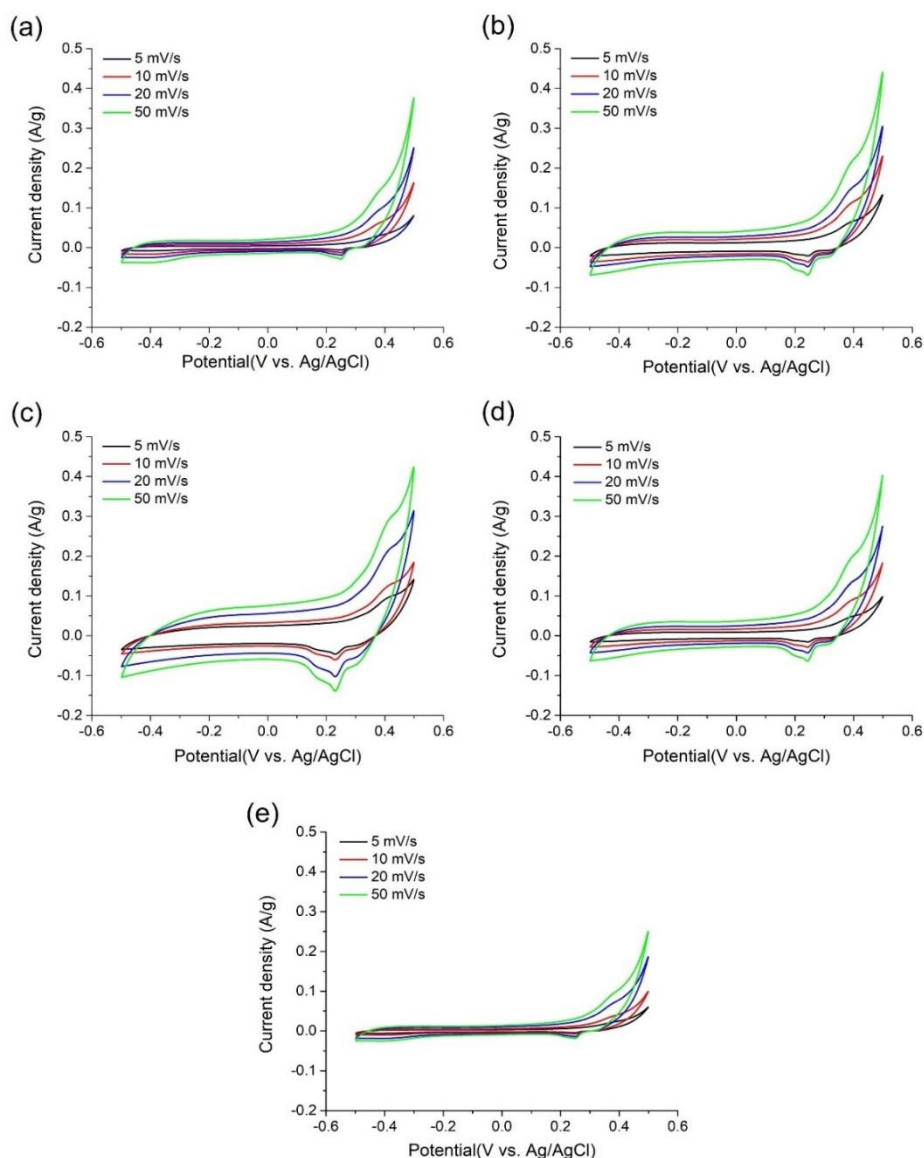 (a)
5 mV/s
10 mV/s
20 mV/s
50 mV/s
Current density (A/g)
0.5
0.4
0.3
0.2
0.1
0.0
-0.1
-0.2
-0.6 -0.4 -0.2 0.0 0.2 0.4 0.6
Potential(V vs. Ag/AgCl)
(b)
5 mV/s
10 mV/s
20 mV/s
50 mV/s
Current density (A/g)
0.5
0.4
0.3
0.2
0.1
0.0
-0.1
-0.2
-0.6 -0.4 -0.2 0.0 0.2 0.4 0.6
Potential(V vs. Ag/AgCl)
(c)
5 mV/s
10 mV/s
20 mV/s
50 mV/s
Current density (A/g)
0.5
0.4
0.3
0.2
0.1
0.0
-0.1
-0.2
-0.6 -0.4 -0.2 0.0 0.2 0.4 0.6
Potential(V vs. Ag/AgCl)
(d)
5 mV/s
10 mV/s
20 mV/s
50 mV/s
Current density (A/g)
0.5
0.4
0.3
0.2
0.1
0.0
-0.1
-0.2
-0.6 -0.4 -0.2 0.0 0.2 0.4 0.6
Potential(V vs. Ag/AgCl)
(e)
5 mV/s
10 mV/s
20 mV/s
50 mV/s
Current density (A/g)
0.5
0.4
0.3
0.2
0.1
0.0
-0.1
-0.2
-0.6 -0.4 -0.2 0.0 0.2 0.4 0.6
Potential(V vs. Ag/AgCl)